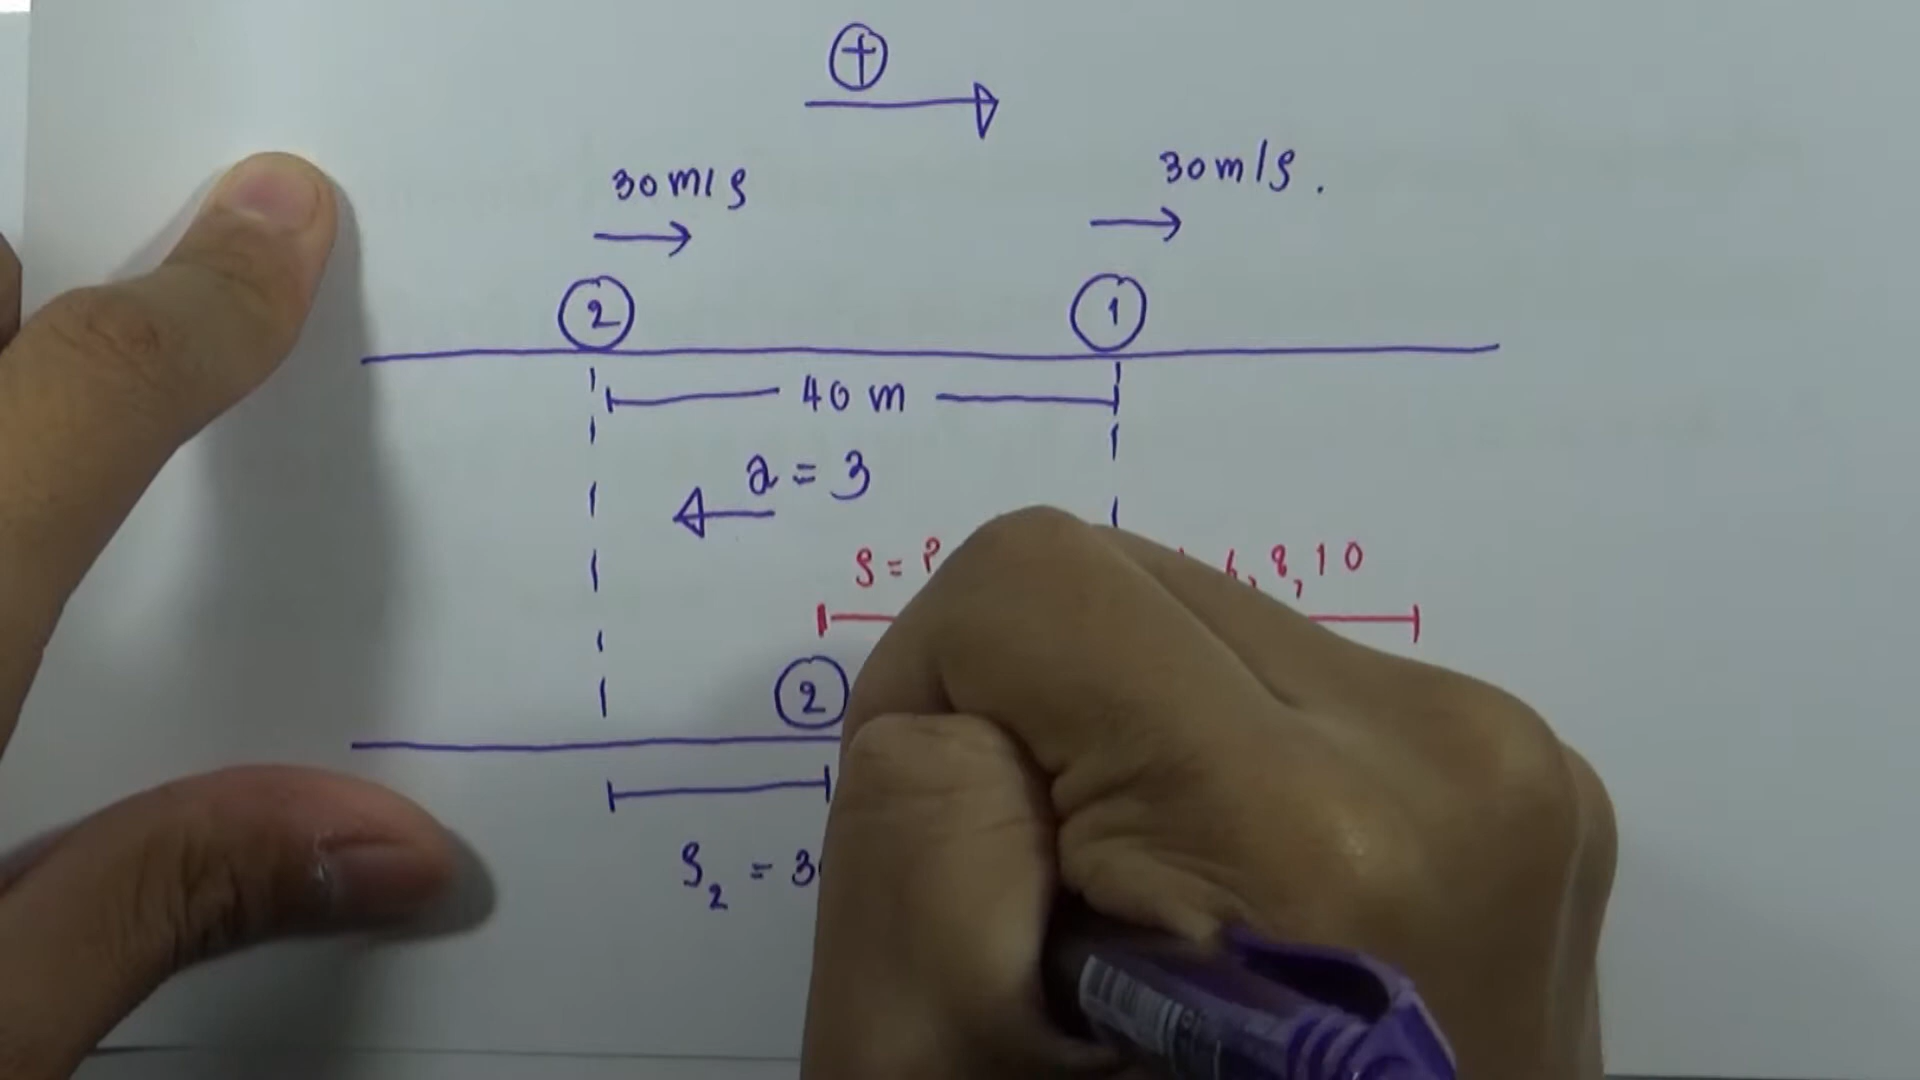 +
30 m/s
30 m/s.
2
1
40 m
a = 3
S = ?
6, 8, 10
2
S2 = 3